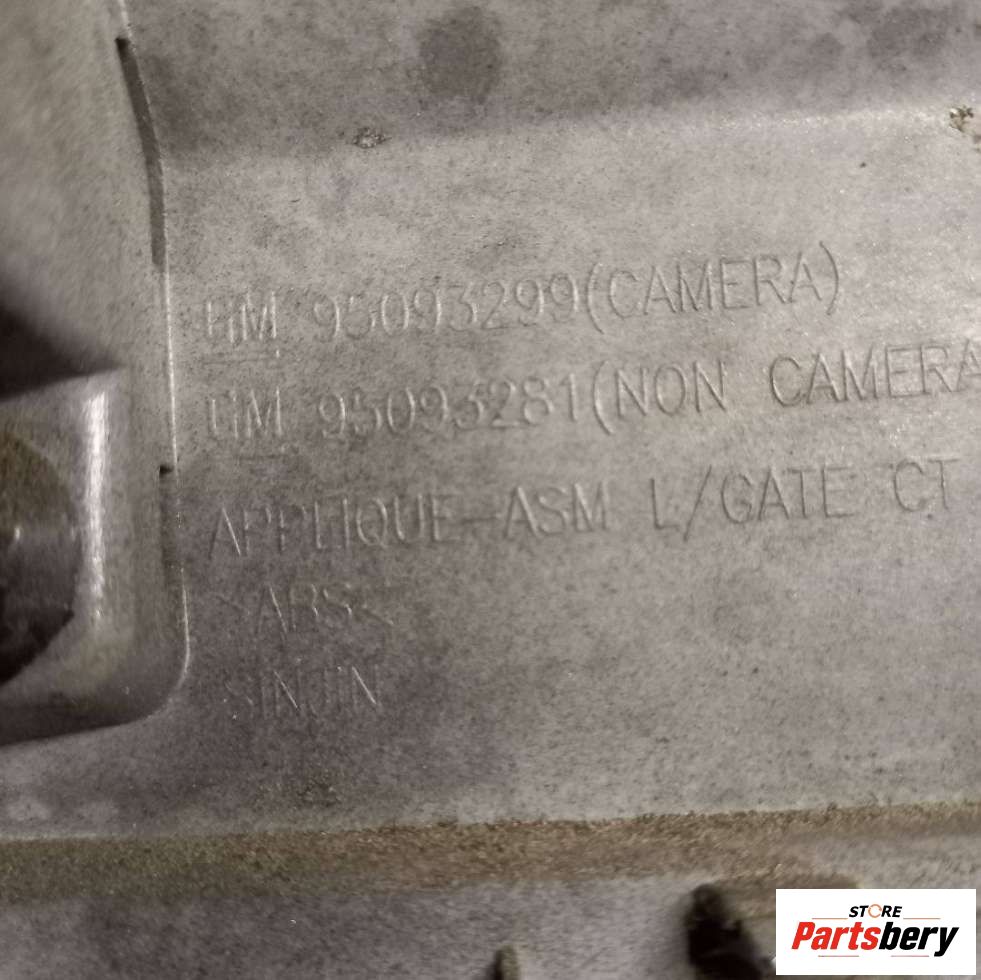 GM 95093299(CAMERA)
GM 95093281(NON CAMERA
APPLIQUE-ASM L/GATE CT
>ABS<
SINJIN
STORE
Partsbery